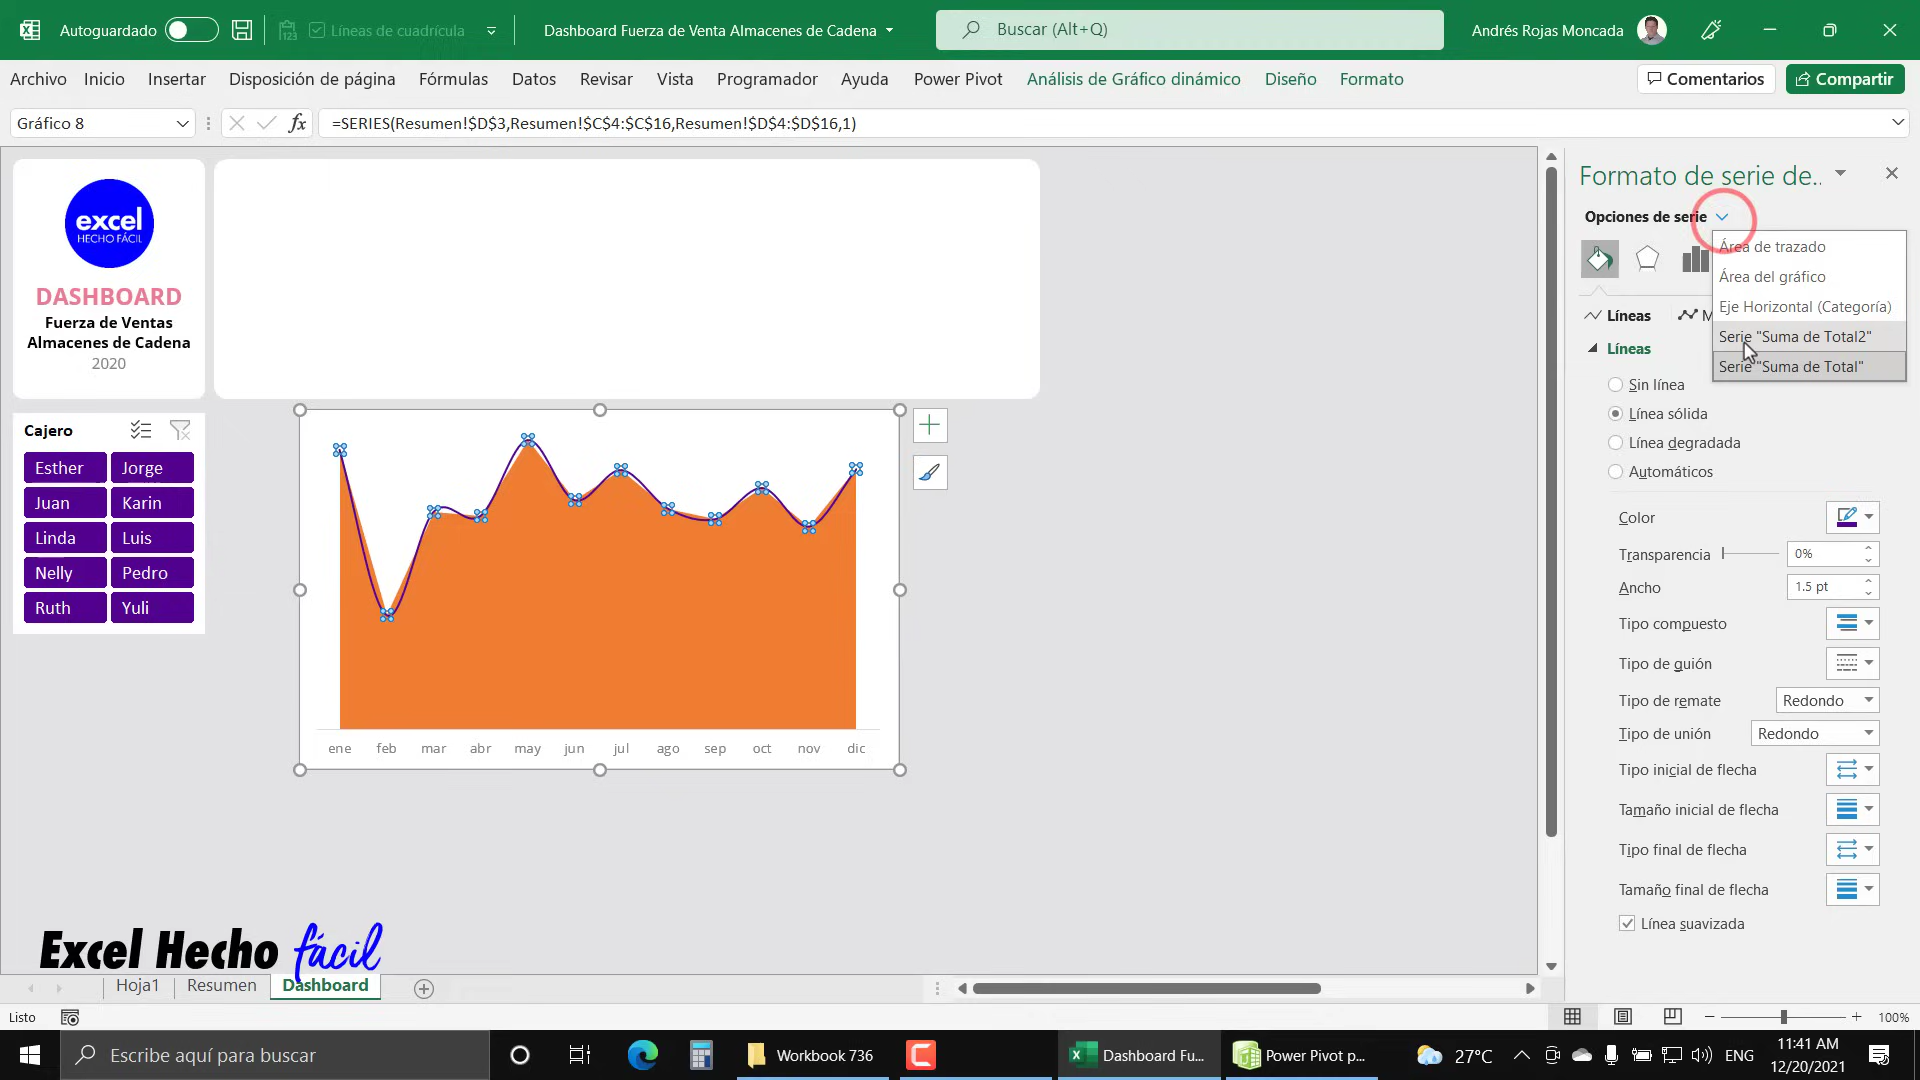 Autoguardado
Líneas de cuadrícula
Dashboard Fuerza de Venta Almacenes de Cadena
Buscar (Alt+Q)
Andrés Rojas Moncada
Archivo Inicio Insertar Disposición de página Fórmulas Datos Revisar Vista Programador Ayuda Power Pivot Análisis de Gráfico dinámico Diseño Formato
Comentarios
Compartir
Gráfico 8
fx
=SERIES(Resumen!$D$3,Resumen!$C$4:$C$16,Resumen!$D$4:$D$16,1)
excel
HECHO FÁCIL
DASHBOARD
Fuerza de Ventas
Almacenes de Cadena
2020
Cajero
Esther Jorge
Juan Karin
Linda Luis
Nelly Pedro
Ruth Yuli
ene feb mar abr may jun jul ago sep oct nov dic
Formato de serie de..
Opciones de serie
Área de trazado
Área del gráfico
Eje Horizontal (Categoría)
Serie "Suma de Total2"
Serie "Suma de Total"
Líneas M
Líneas
Sin línea
Línea sólida
Línea degradada
Automáticos
Color
Transparencia 0%
Ancho 1.5 pt
Tipo compuesto
Tipo de guión
Tipo de remate Redondo
Tipo de unión Redondo
Tipo inicial de flecha
Tamaño inicial de flecha
Tipo final de flecha
Tamaño final de flecha
Línea suavizada
Excel Hecho fácil
Hoja1 Resumen Dashboard
Listo
100%
Escribe aquí para buscar
Workbook 736
Dashboard Fu...
Power Pivot p...
27°C
ENG
11:41 AM
12/20/2021